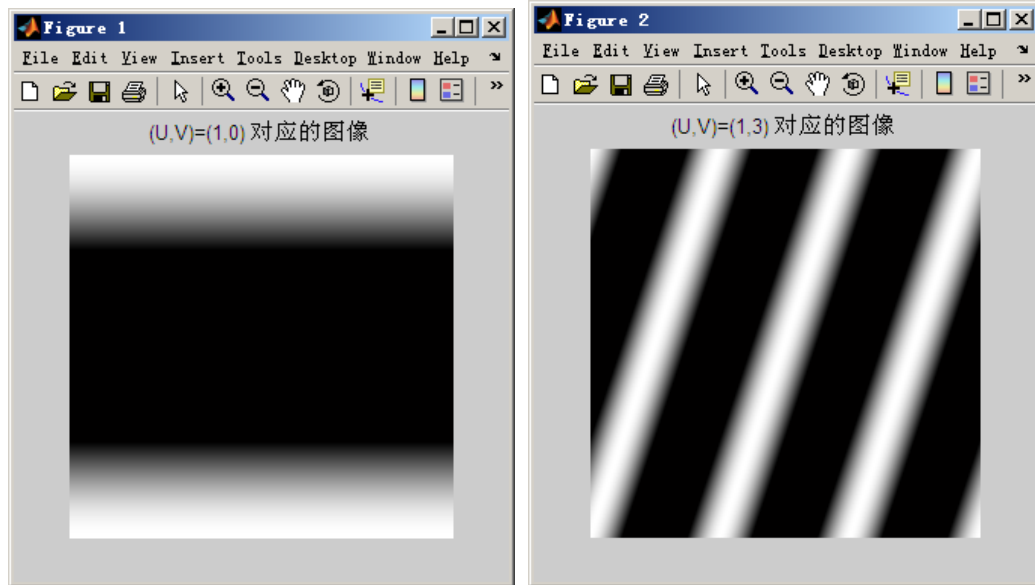 Figure 1
File Edit View Insert Tools Desktop Window Help
(U,V)=(1,0) 对应的图像
Figure 2
File Edit View Insert Tools Desktop Window Help
(U,V)=(1,3) 对应的图像